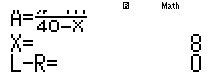 R Math
A=
40-X
X= 8
L-R= 0